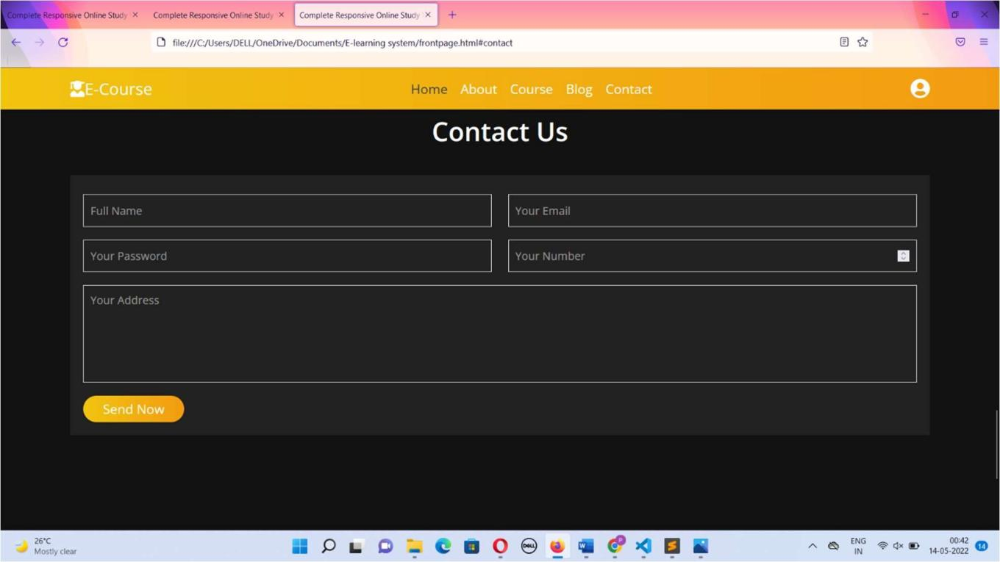 Complete Responsive Online Study
Complete Responsive Online Study
Complete Responsive Online Study
file:///C:/Users/DELL/OneDrive/Documents/E-learning system/frontpage.html#contact
E-Course
Home About Course Blog Contact
Contact Us
Full Name
Your Email
Your Password
Your Number
Your Address
Send Now
26°C
Mostly clear
DELL
P
ENG
IN
00:42
14-05-2022
14